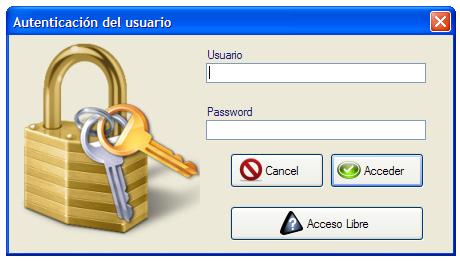 Autenticación del usuario
Usuario
Password
Cancel
Acceder
? Acceso Libre